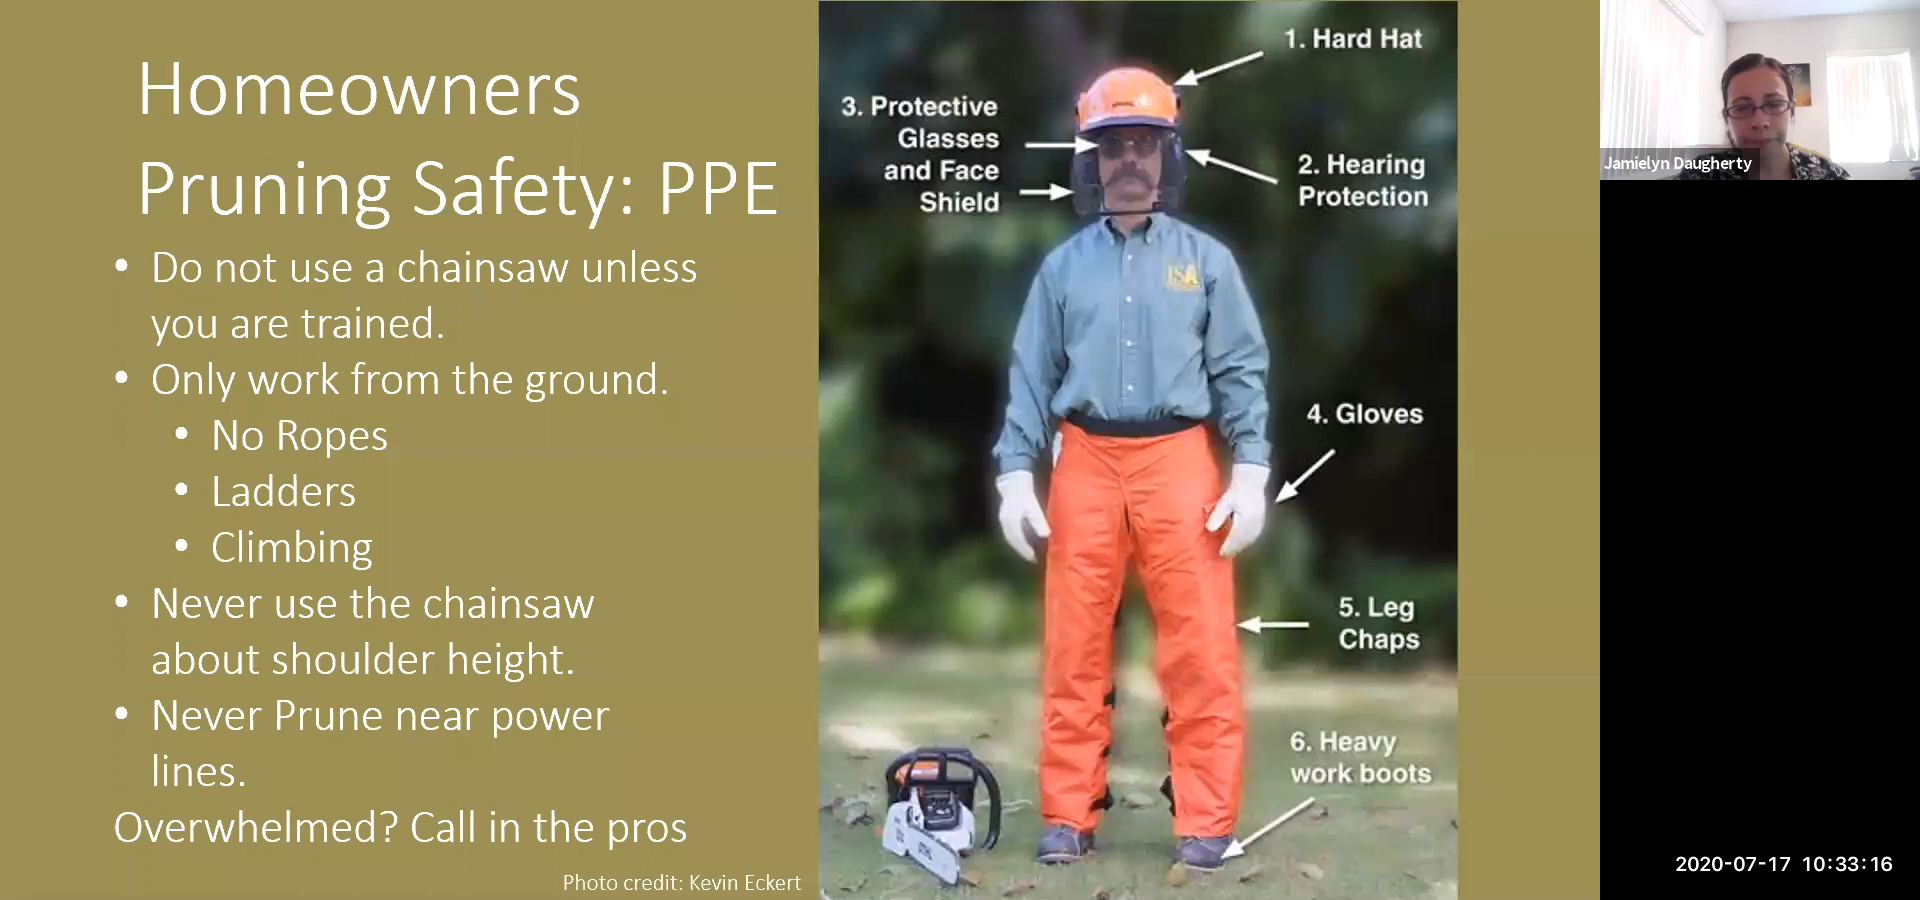 Homeowners
Pruning Safety: PPE
• Do not use a chainsaw unless
you are trained.
• Only work from the ground.
• No Ropes
• Ladders
• Climbing
• Never use the chainsaw
about shoulder height.
• Never Prune near power
lines.
Overwhelmed? Call in the pros
Photo credit: Kevin Eckert
1. Hard Hat
2. Hearing
Protection
3. Protective
Glasses
and Face
Shield
ISA
4. Gloves
5. Leg
Chaps
6. Heavy
work boots
Jamielyn Daugherty
2020-07-17 10:33:16